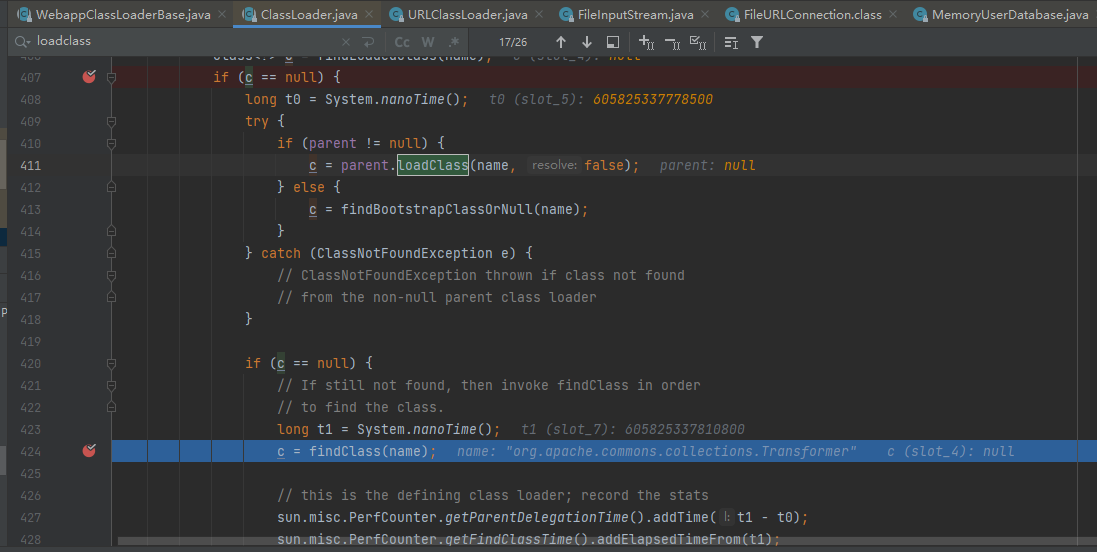 WebappClassLoaderBase.java ClassLoader.java URLClassLoader.java FileInputStream.java FileURLConnection.class MemoryUserDatabase.java
loadclass Cc W .* 17/26
407 if (c == null) {
408 long t0 = System.nanoTime(); t0 (slot_5): 605825337778500
409 try {
410 if (parent != null) {
411 c = parent.loadClass(name, resolve: false); parent: null
412 } else {
413 c = findBootstrapClassOrNull(name);
414 }
415 } catch (ClassNotFoundException e) {
416 // ClassNotFoundException thrown if class not found
417 // from the non-null parent class loader
418 }
419
420 if (c == null) {
421 // If still not found, then invoke findClass in order
422 // to find the class.
423 long t1 = System.nanoTime(); t1 (slot_7): 605825337810800
424 c = findClass(name); name: "org.apache.commons.collections.Transformer" c (slot_4): null
425
426 // this is the defining class loader; record the stats
427 sun.misc.PerfCounter.getParentDelegationTime().addTime( l: t1 - t0);
428 sun.misc.PerfCounter.getFindClassTime().addElapsedTimeFrom(t1);